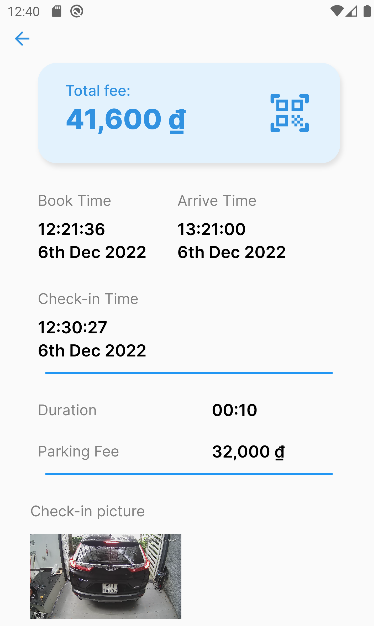 12:40
Total fee:
41,600 ₫
Book Time Arrive Time
12:21:36 13:21:00
6th Dec 2022 6th Dec 2022
Check-in Time
12:30:27
6th Dec 2022
Duration 00:10
Parking Fee 32,000 ₫
Check-in picture